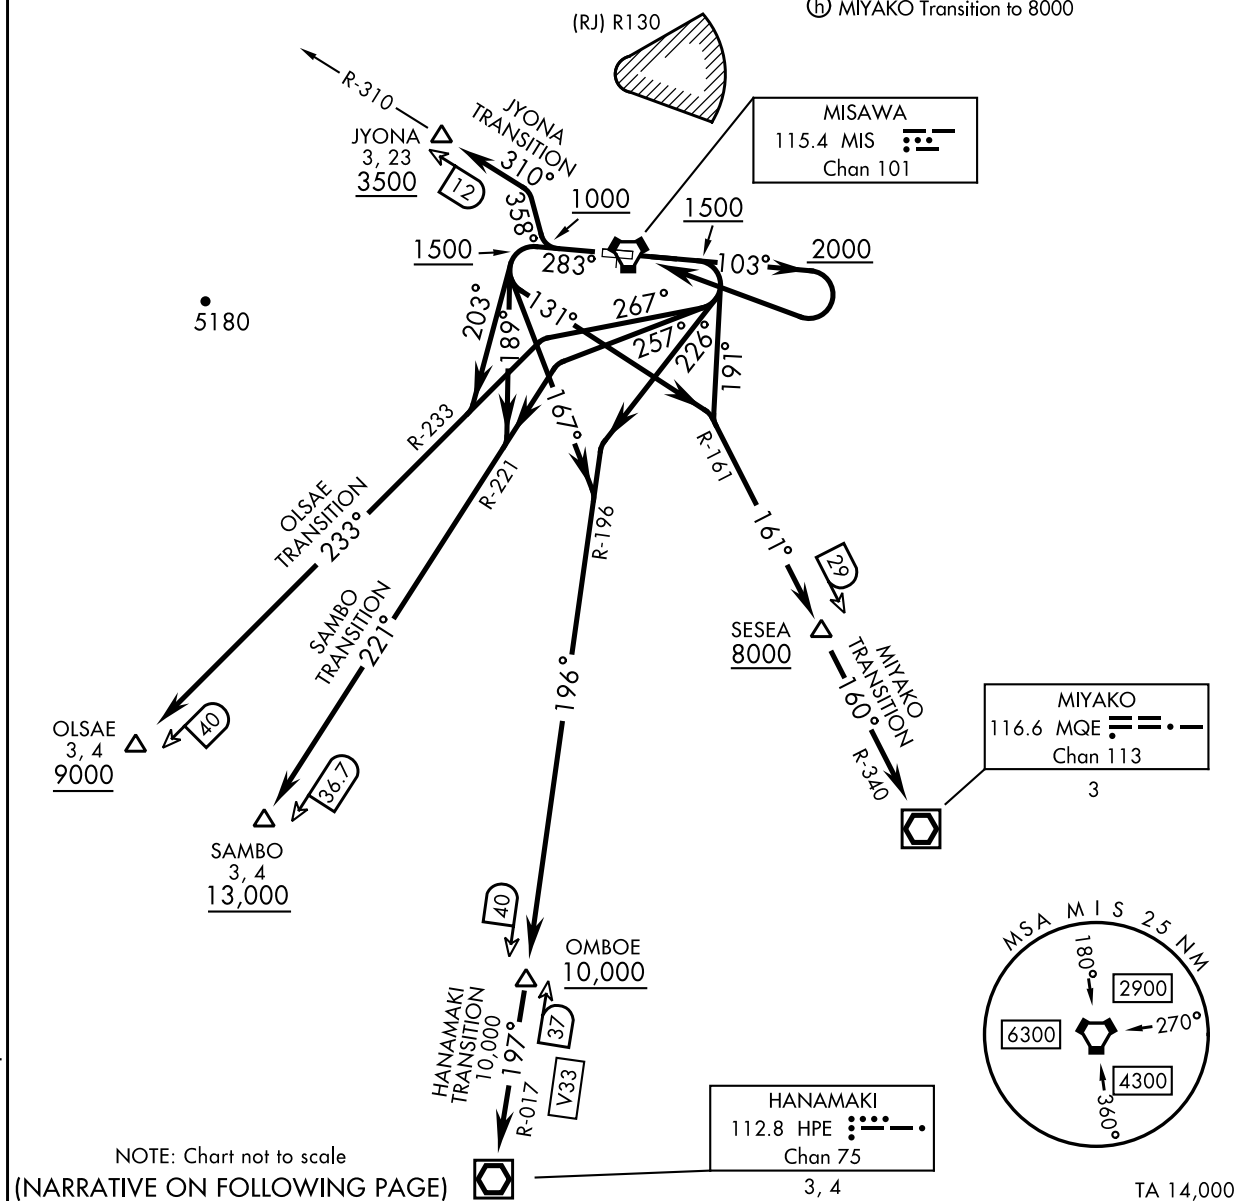 ⓗ MIYAKO Transition to 8000
(RJ) R130
R-310
JYONA
TRANSITION
310°
JYONA
3, 23
3500
12
358°
MISAWA
115.4 MIS
Chan 101
1000
1500
1500
283°
103°
2000
5180
203°
189°
131°
267°
257°
226°
191°
167°
R-233
R-221
R-196
R-161
OLSAE
TRANSITION
233°
SAMBO
TRANSITION
221°
196°
161°
29
SESEA
8000
MIYAKO
TRANSITION
160°
R-340
MIYAKO
116.6 MQE
Chan 113
3
OLSAE
3, 4
9000
40
36.7
SAMBO
3, 4
13,000
40
OMBOE
10,000
HANAMAKI
TRANSITION
10,000
197°
37
V33
R-017
HANAMAKI
112.8 HPE
Chan 75
3, 4
MSA MIS 25 NM
180°
2900
6300
270°
4300
360°
NOTE: Chart not to scale
(NARRATIVE ON FOLLOWING PAGE)
TA 14,000